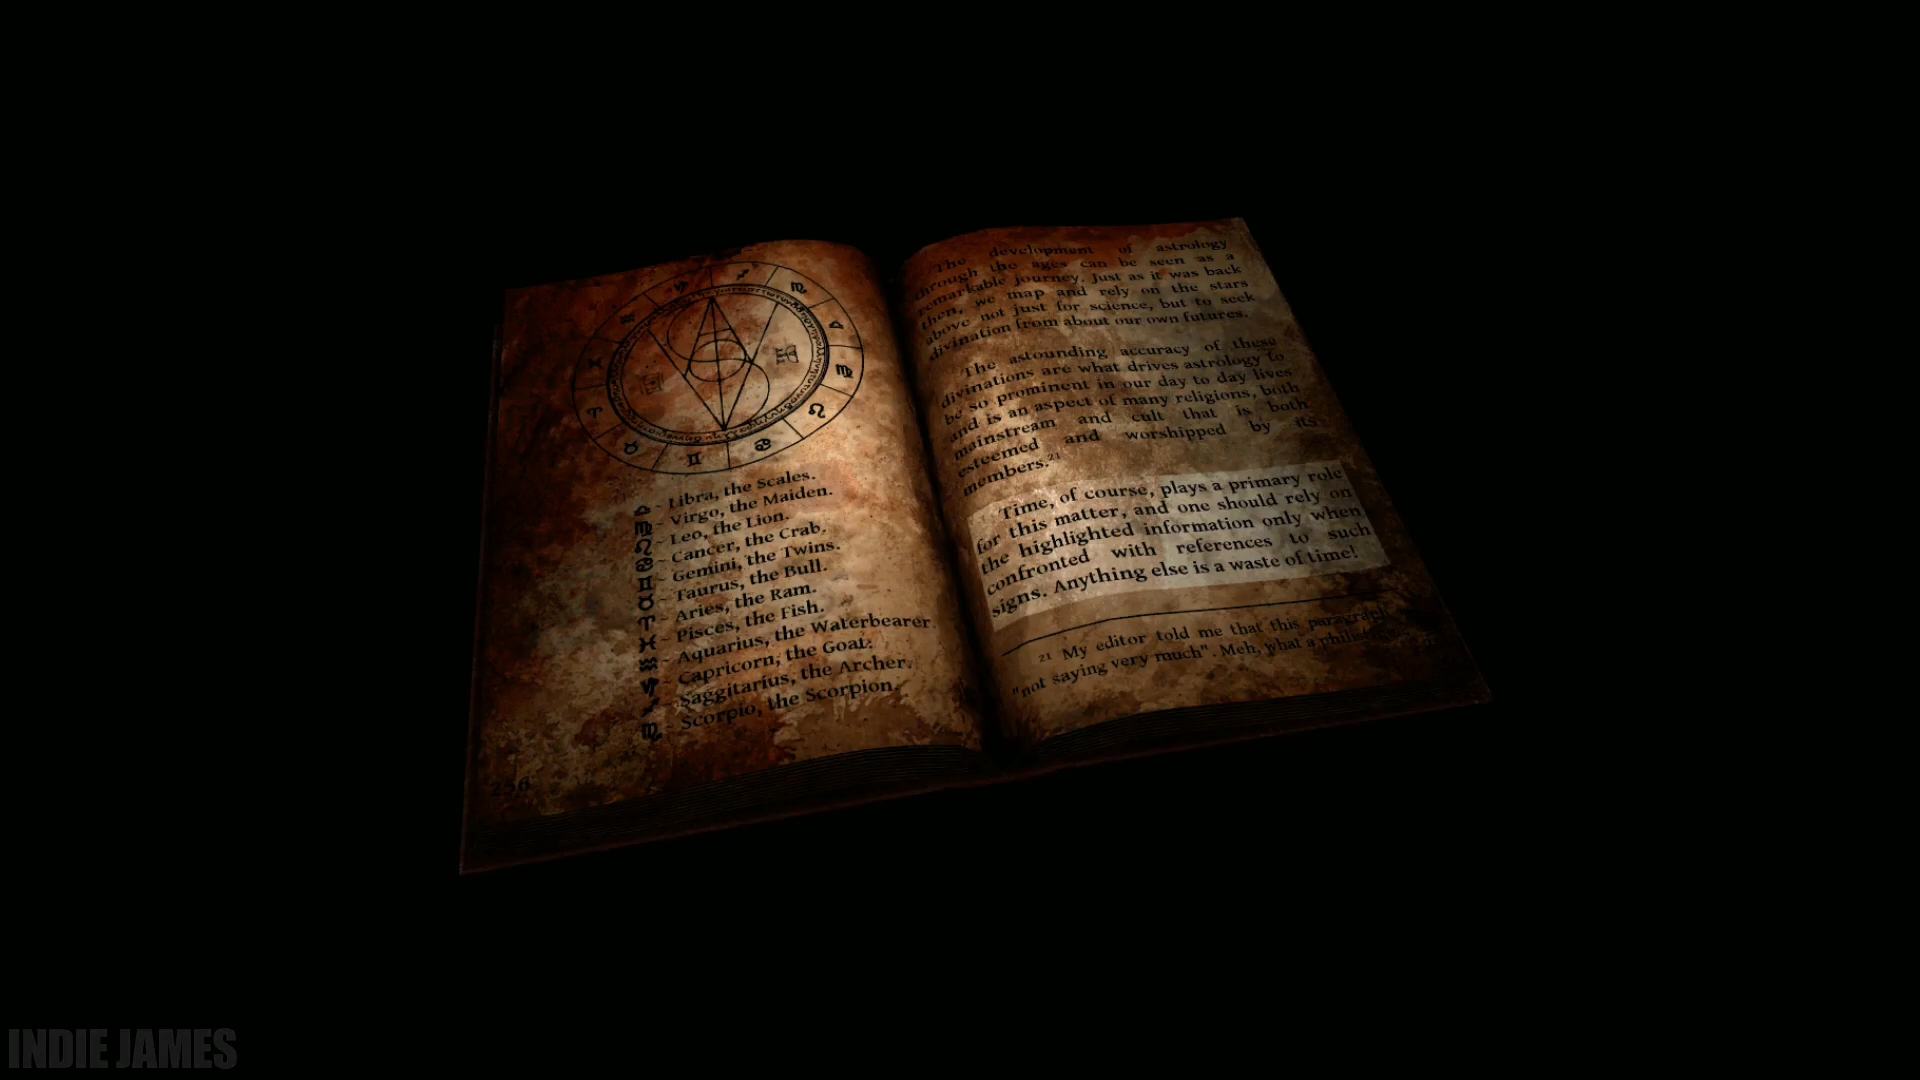 ♎ ~ Libra, the Scales.
♍ ~ Virgo, the Maiden.
♌ ~ Leo, the Lion.
♋ ~ Cancer, the Crab.
♊ ~ Gemini, the Twins.
♉ ~ Taurus, the Bull.
♈ ~ Aries, the Ram.
♓ ~ Pisces, the Fish.
♒ ~ Aquarius, the Waterbearer.
♑ ~ Capricorn, the Goat.
♐ ~ Saggitarius, the Archer.
♏ ~ Scorpio, the Scorpion.
256
The development of astrology
through the ages can be seen as a
remarkable journey. Just as it was back
then, we map and rely on the stars
above not just for science, but to seek
divination from about our own futures.
The astounding accuracy of these
divinations are what drives astrology to
be so prominent in our day to day lives
and is an aspect of many religions, both
mainstream and cult that is both
esteemed and worshipped by its
members.21
Time, of course, plays a primary role
for this matter, and one should rely on
the highlighted information only when
confronted with references to such
signs. Anything else is a waste of time!
21 My editor told me that this paragraph
"not saying very much". Meh, what a
INDIE JAMES